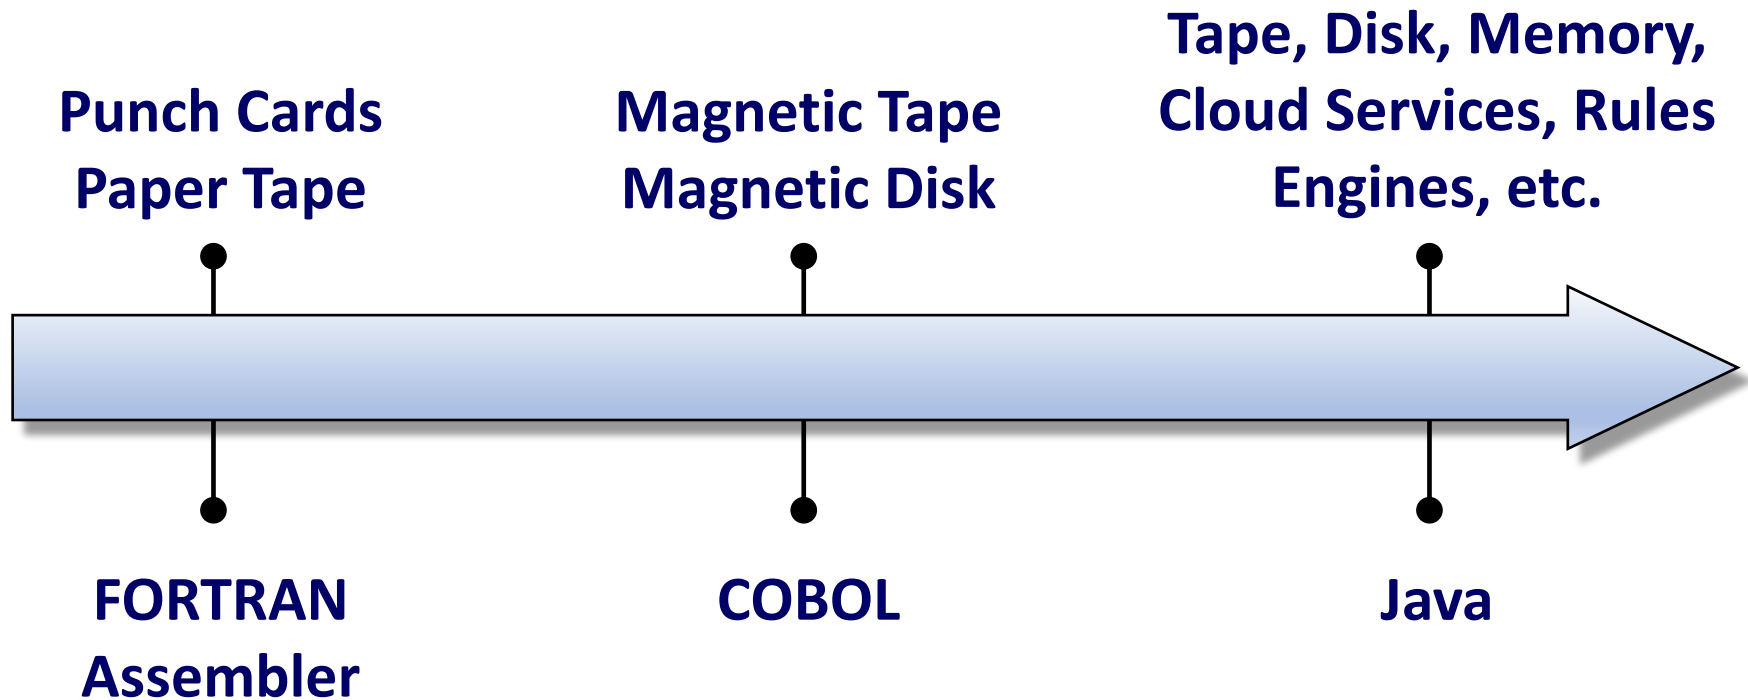 Punch Cards
Paper Tape
Magnetic Tape
Magnetic Disk
Tape, Disk, Memory,
Cloud Services, Rules
Engines, etc.
FORTRAN
Assembler
COBOL
Java